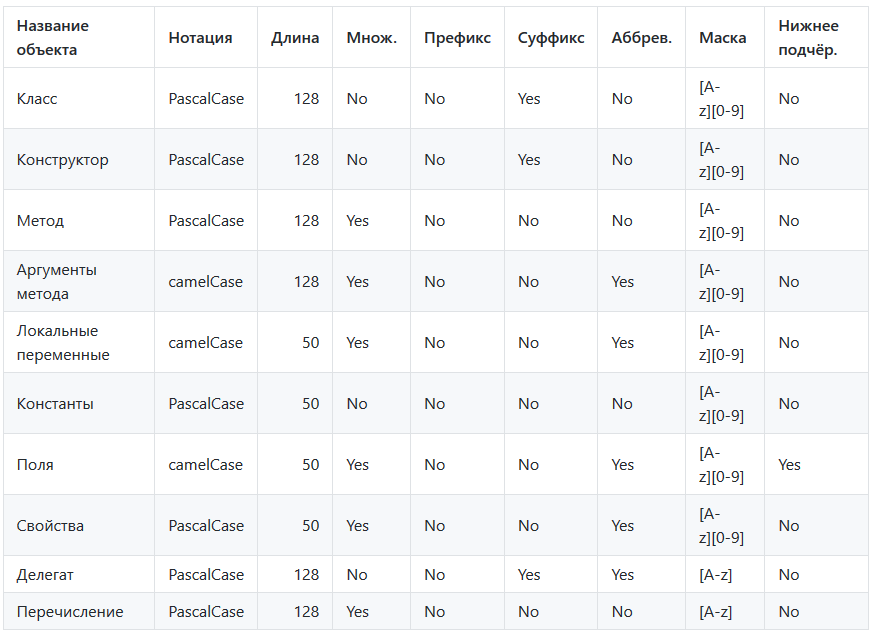 Название объекта | Нотация | Длина | Множ. | Префикс | Суффикс | Аббрев. | Маска | Нижнее подчёр.
Класс | PascalCase | 128 | No | No | Yes | No | [A-z][0-9] | No
Конструктор | PascalCase | 128 | No | No | Yes | No | [A-z][0-9] | No
Метод | PascalCase | 128 | Yes | No | No | No | [A-z][0-9] | No
Аргументы метода | camelCase | 128 | Yes | No | No | Yes | [A-z][0-9] | No
Локальные переменные | camelCase | 50 | Yes | No | No | Yes | [A-z][0-9] | No
Константы | PascalCase | 50 | No | No | No | No | [A-z][0-9] | No
Поля | camelCase | 50 | Yes | No | No | Yes | [A-z][0-9] | Yes
Свойства | PascalCase | 50 | Yes | No | No | Yes | [A-z][0-9] | No
Делегат | PascalCase | 128 | No | No | Yes | Yes | [A-z] | No
Перечисление | PascalCase | 128 | Yes | No | No | No | [A-z] | No